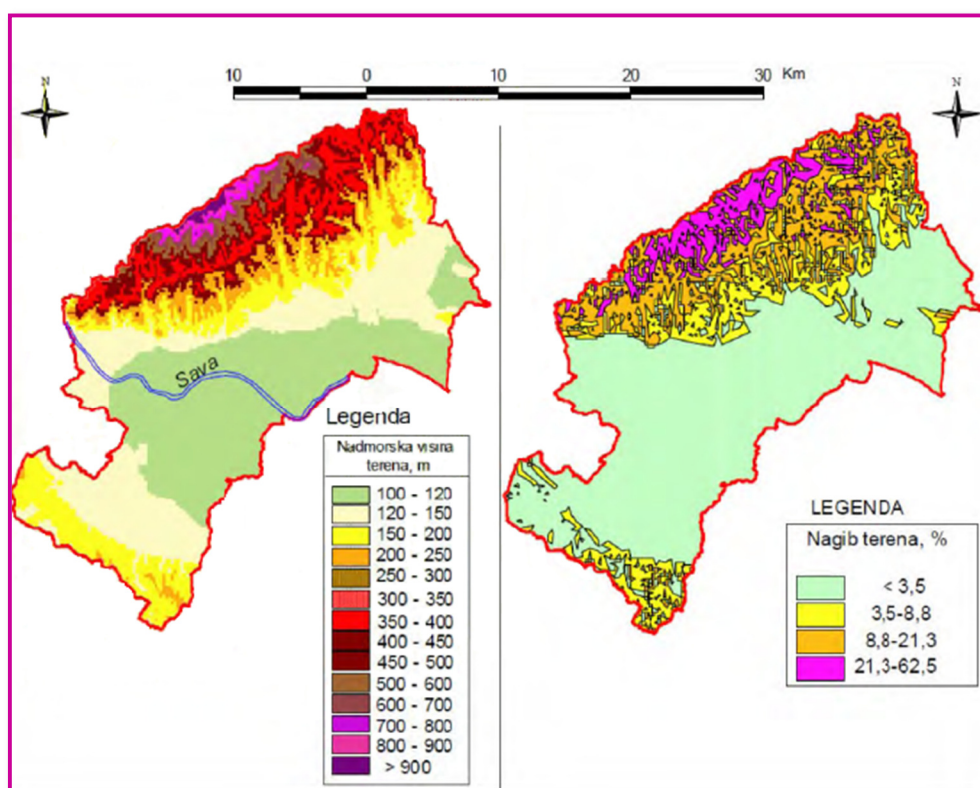 10 0 10 20 30 Km
N
N
Sava
Legenda
Nadmorska visina
terena, m
100 - 120
120 - 150
150 - 200
200 - 250
250 - 300
300 - 350
350 - 400
400 - 450
450 - 500
500 - 600
600 - 700
700 - 800
800 - 900
> 900
LEGENDA
Nagib terena, %
< 3,5
3,5-8,8
8,8-21,3
21,3-62,5